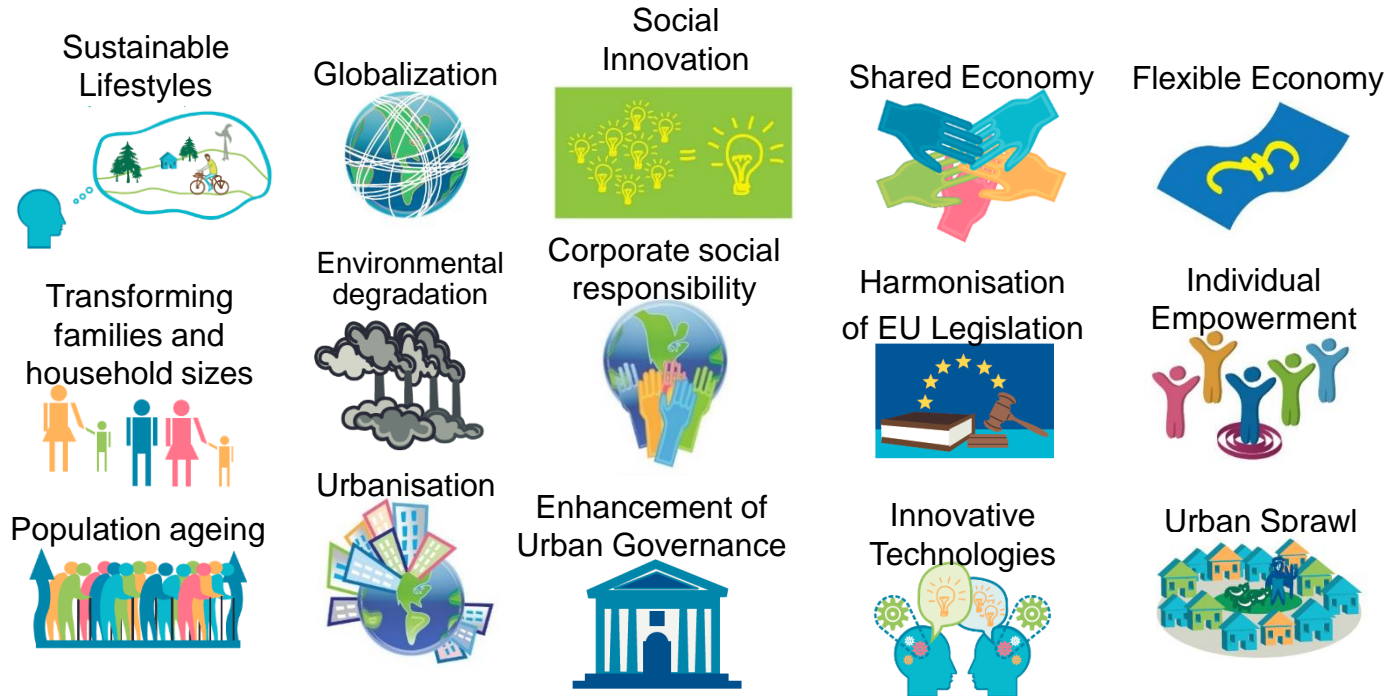 Sustainable
Lifestyles
Globalization
Social
Innovation
Shared Economy
Flexible Economy
Transforming
families and
household sizes
Environmental
degradation
Corporate social
responsibility
Harmonisation
of EU Legislation
Individual
Empowerment
Population ageing
Urbanisation
Enhancement of
Urban Governance
Innovative
Technologies
Urban Sprawl